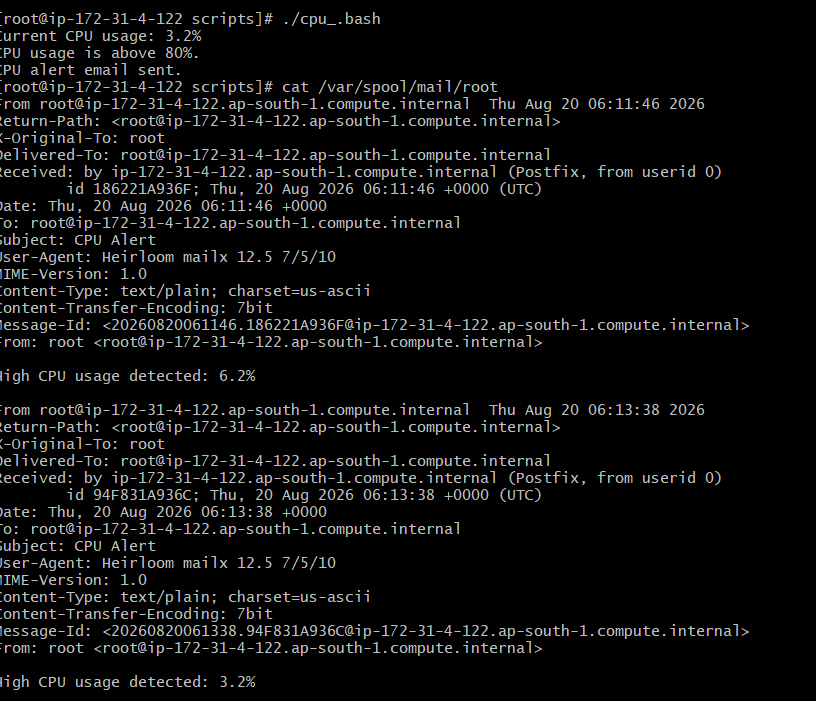 [root@ip-172-31-4-122 scripts]# ./cpu_.bash
Current CPU usage: 3.2%
CPU usage is above 80%.
CPU alert email sent.
[root@ip-172-31-4-122 scripts]# cat /var/spool/mail/root
From root@ip-172-31-4-122.ap-south-1.compute.internal  Thu Aug 20 06:11:46 2026
Return-Path: <root@ip-172-31-4-122.ap-south-1.compute.internal>
X-Original-To: root
Delivered-To: root@ip-172-31-4-122.ap-south-1.compute.internal
Received: by ip-172-31-4-122.ap-south-1.compute.internal (Postfix, from userid 0)
        id 186221A936F; Thu, 20 Aug 2026 06:11:46 +0000 (UTC)
Date: Thu, 20 Aug 2026 06:11:46 +0000
To: root@ip-172-31-4-122.ap-south-1.compute.internal
Subject: CPU Alert
User-Agent: Heirloom mailx 12.5 7/5/10
MIME-Version: 1.0
Content-Type: text/plain; charset=us-ascii
Content-Transfer-Encoding: 7bit
Message-Id: <20260820061146.186221A936F@ip-172-31-4-122.ap-south-1.compute.internal>
From: root <root@ip-172-31-4-122.ap-south-1.compute.internal>

High CPU usage detected: 6.2%

From root@ip-172-31-4-122.ap-south-1.compute.internal  Thu Aug 20 06:13:38 2026
Return-Path: <root@ip-172-31-4-122.ap-south-1.compute.internal>
X-Original-To: root
Delivered-To: root@ip-172-31-4-122.ap-south-1.compute.internal
Received: by ip-172-31-4-122.ap-south-1.compute.internal (Postfix, from userid 0)
        id 94F831A936C; Thu, 20 Aug 2026 06:13:38 +0000 (UTC)
Date: Thu, 20 Aug 2026 06:13:38 +0000
To: root@ip-172-31-4-122.ap-south-1.compute.internal
Subject: CPU Alert
User-Agent: Heirloom mailx 12.5 7/5/10
MIME-Version: 1.0
Content-Type: text/plain; charset=us-ascii
Content-Transfer-Encoding: 7bit
Message-Id: <20260820061338.94F831A936C@ip-172-31-4-122.ap-south-1.compute.internal>
From: root <root@ip-172-31-4-122.ap-south-1.compute.internal>

High CPU usage detected: 3.2%